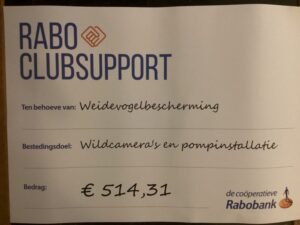 RABO
CLUBSUPPORT
Ten behoeve van: Weidevogelbescherming
Bestedingsdoel: Wildcamera's en pompinstallatie
Bedrag: € 514,31
de coöperatieve
Rabobank